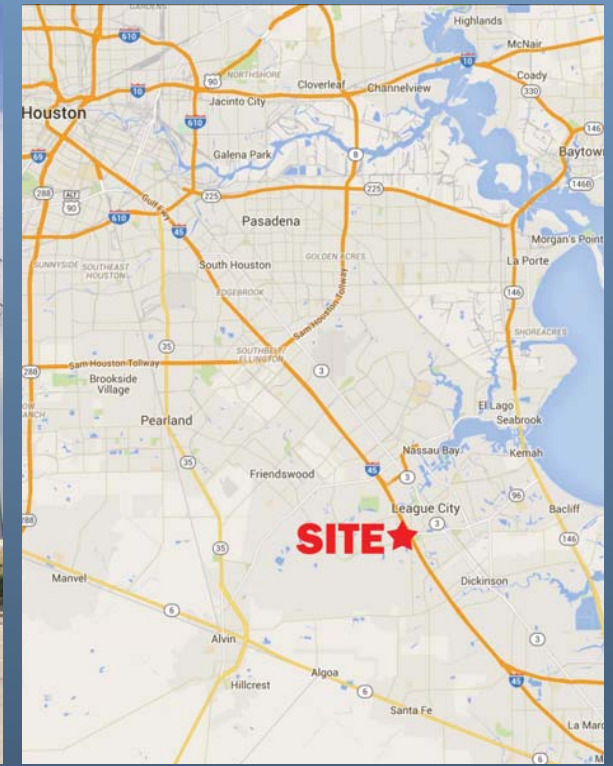 GARDENS
Highlands
610
McNair
10
NORTHSHORE
90
Cloverleaf
Channelview
Coady
10
330
Jacinto City
Houston
610
146
8
Baytown
69
Galena Park
146B
288
ALT
90
225
225
Gulf Fwy
610
45
Pasadena
Morgan's Point
SUNNYSIDE
SOUTHEAST
HOUSTON
South Houston
GOLDEN ACRES
La Porte
EDGEBROOK
146
Sam Houston Tollway
SHOREACRES
35
SOUTHBELT /
ELLINGTON
Sam Houston Tollway
288
3
Brookside
Village
El Lago
Seabrook
Pearland
Nassau Bay
Kemah
35
45
Friendswood
3
96
League City
Bacliff
288
3
SITE
146
35
Manvel
Dickinson
6
Alvin
3
Algoa
Hillcrest
45
6
Santa Fe
La Mar
6